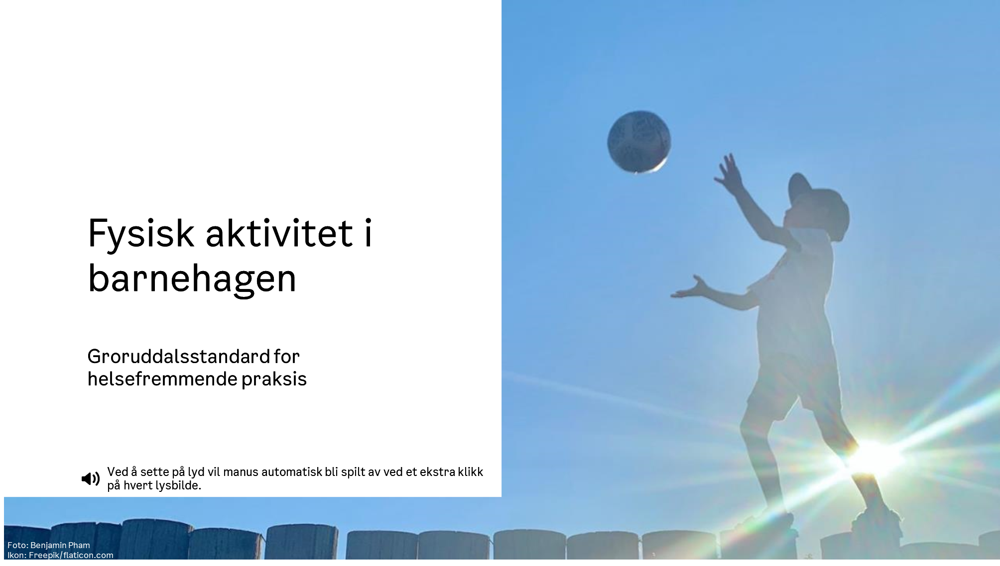 Fysisk aktivitet i
barnehagen
Groruddalsstandard for
helsefremmende praksis
Ved å sette på lyd vil manus automatisk bli spilt av ved et ekstra klikk
på hvert lysbilde.
Foto: Benjamin Pham
Ikon: Freepik/flaticon.com